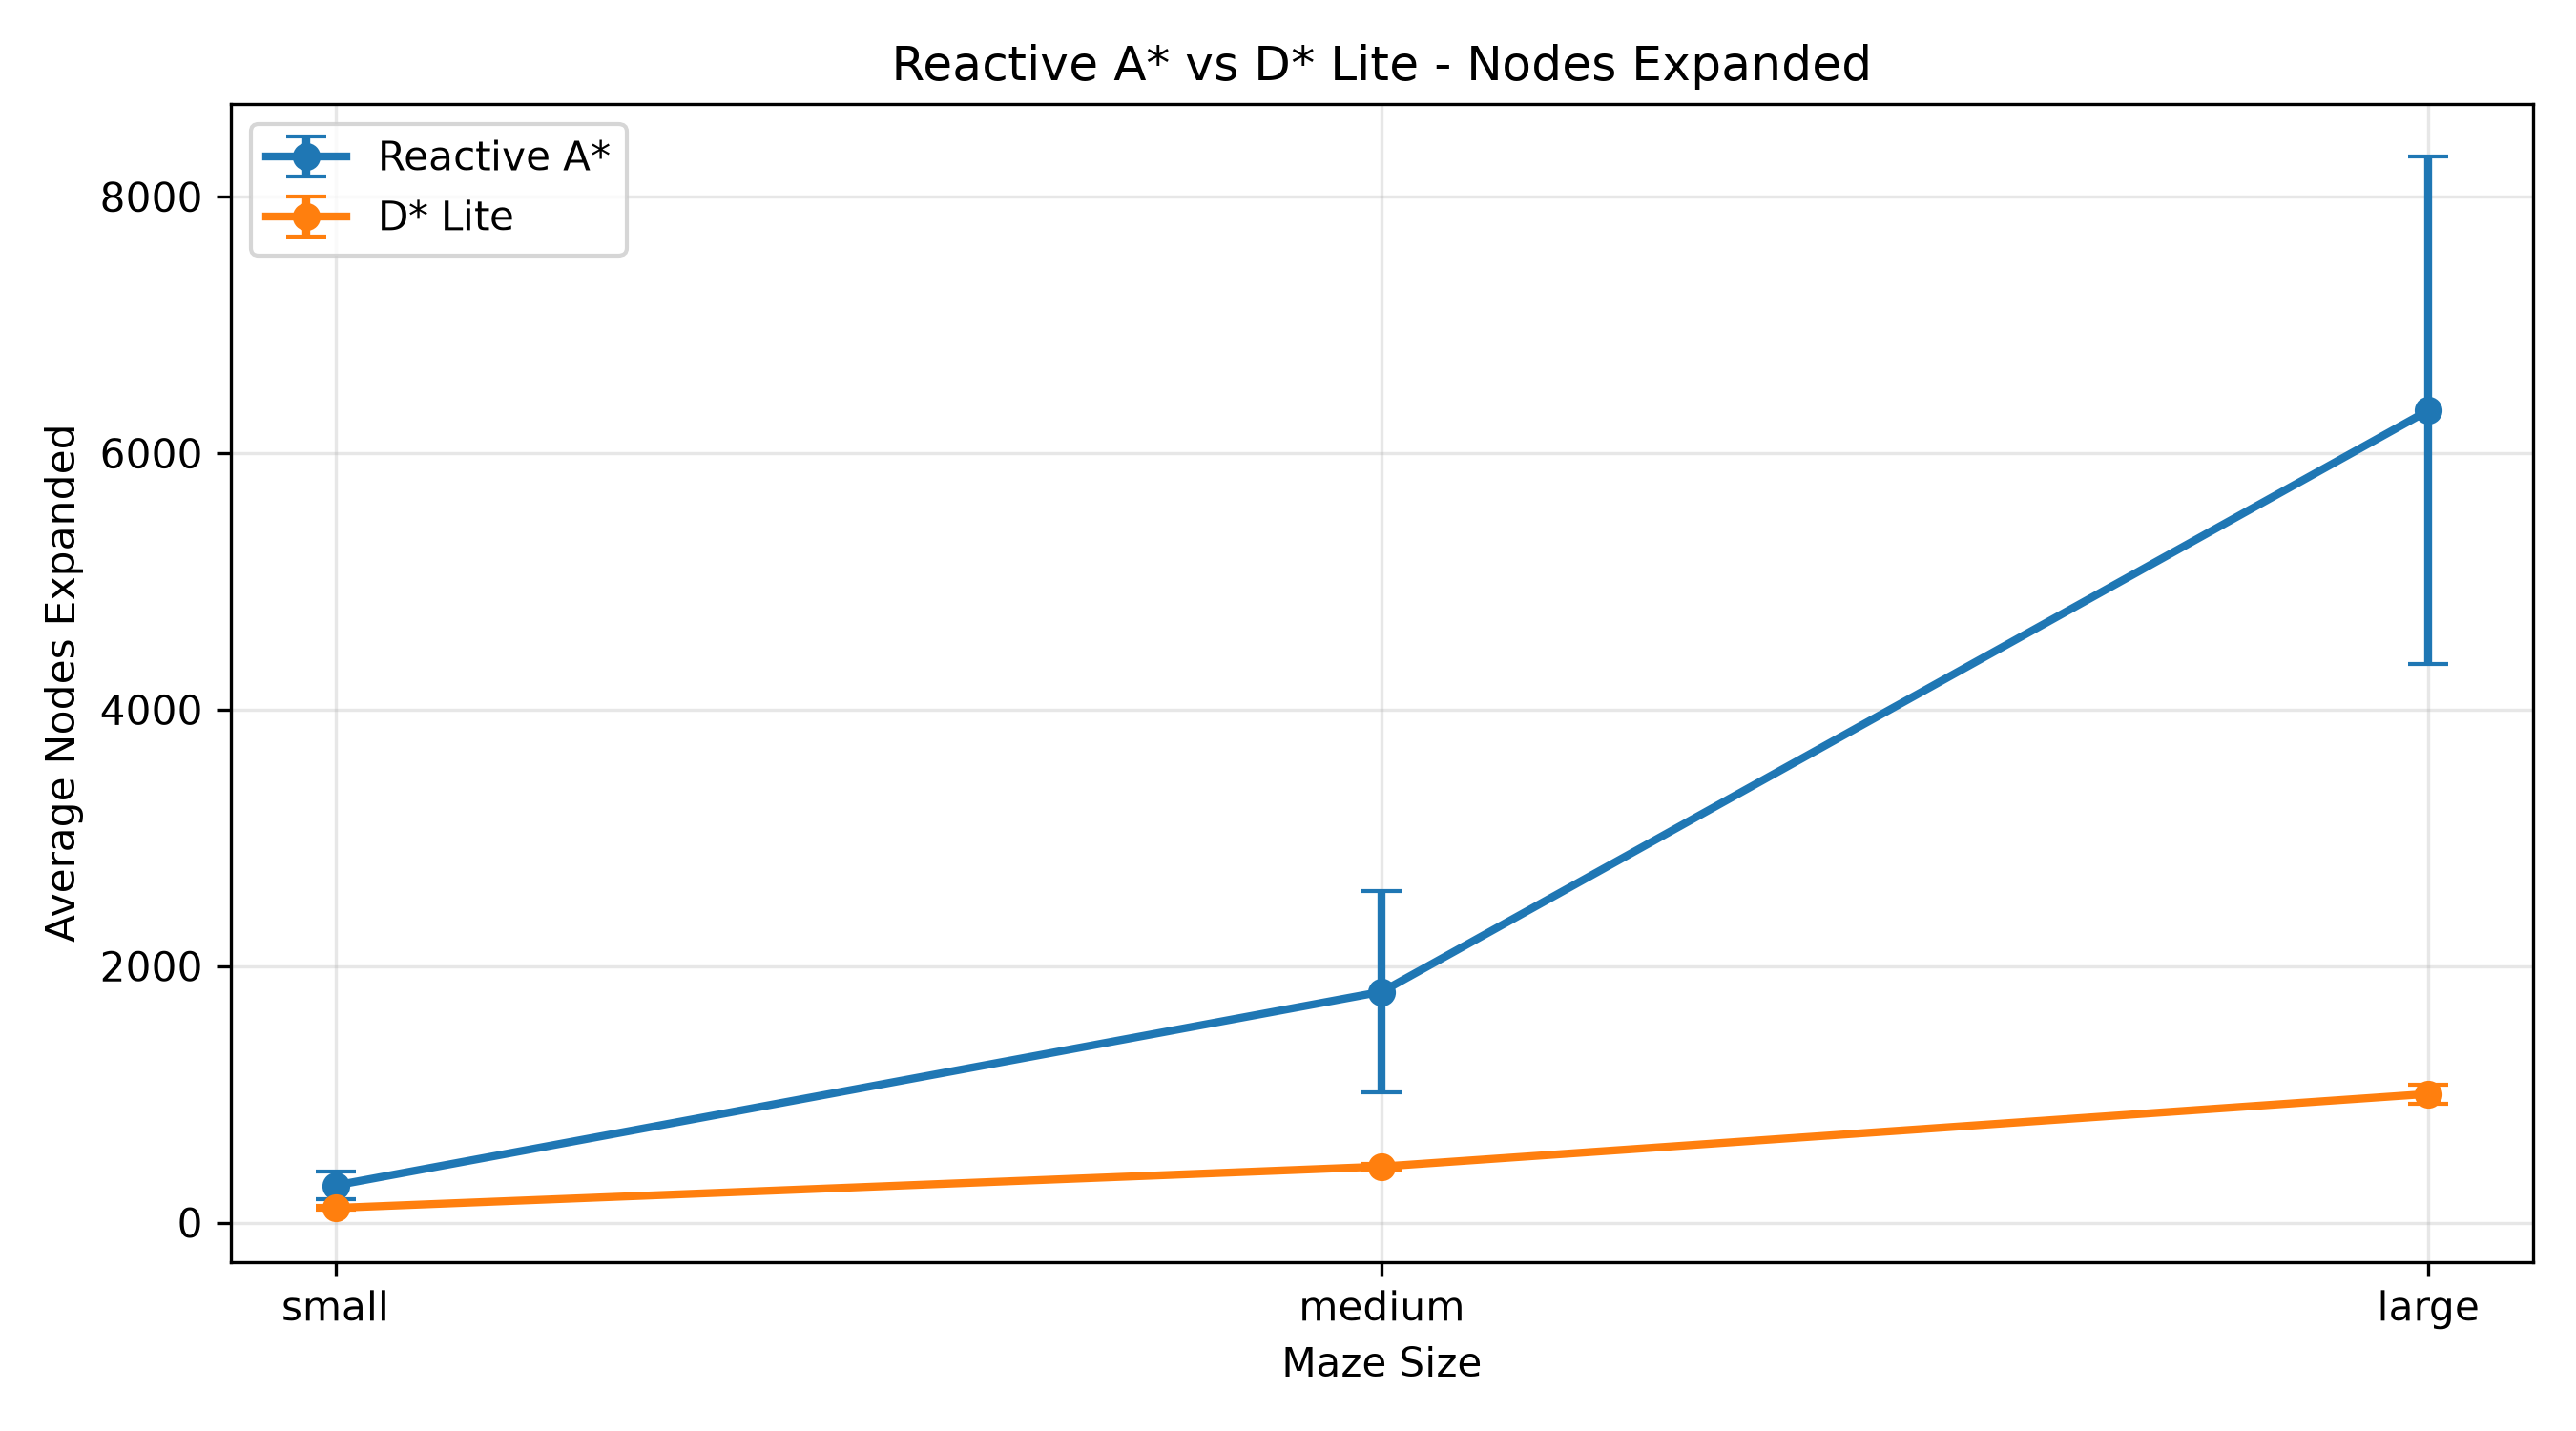 Reactive A* vs D* Lite - Nodes Expanded
Reactive A*
D* Lite
Average Nodes Expanded
8000
6000
4000
2000
0
small
medium
large
Maze Size